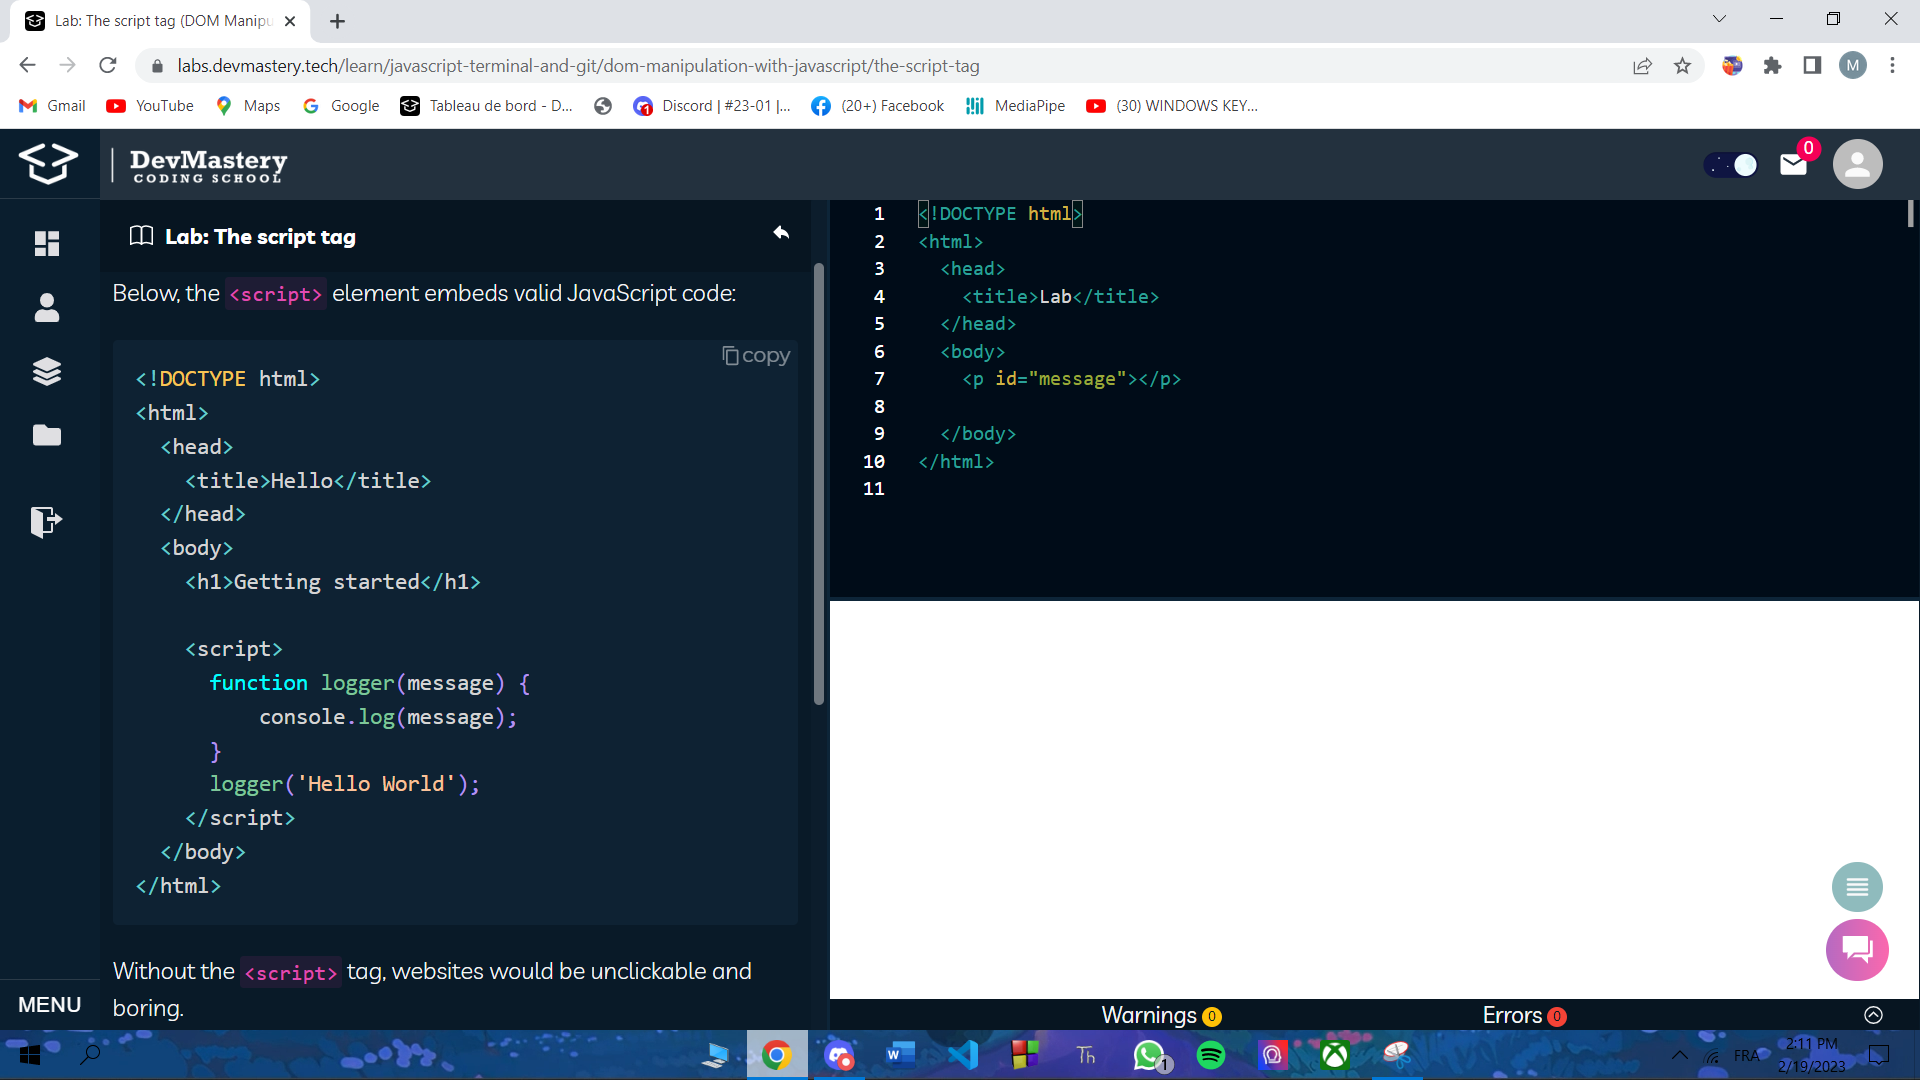 Lab: The script tag (DOM Manipu
labs.devmastery.tech/learn/javascript-terminal-and-git/dom-manipulation-with-javascript/the-script-tag
M
Gmail YouTube Maps Google Tableau de bord - D... Discord | #23-01 |... (20+) Facebook MediaPipe (30) WINDOWS KEY...
1
DevMastery
CODING SCHOOL
0
Lab: The script tag
Below, the <script> element embeds valid JavaScript code:
copy
<!DOCTYPE html>
<html>
<head>
<title>Hello</title>
</head>
<body>
<h1>Getting started</h1>
<script>
function logger(message) {
console.log(message);
}
logger('Hello World');
</script>
</body>
</html>
Without the <script> tag, websites would be unclickable and
boring.
MENU
1 <!DOCTYPE html>
2 <html>
3 <head>
4 <title>Lab</title>
5 </head>
6 <body>
7 <p id="message"></p>
8
9 </body>
10 </html>
11
Warnings 0 Errors 0
Th
1
FRA
2:11 PM
2/19/2023